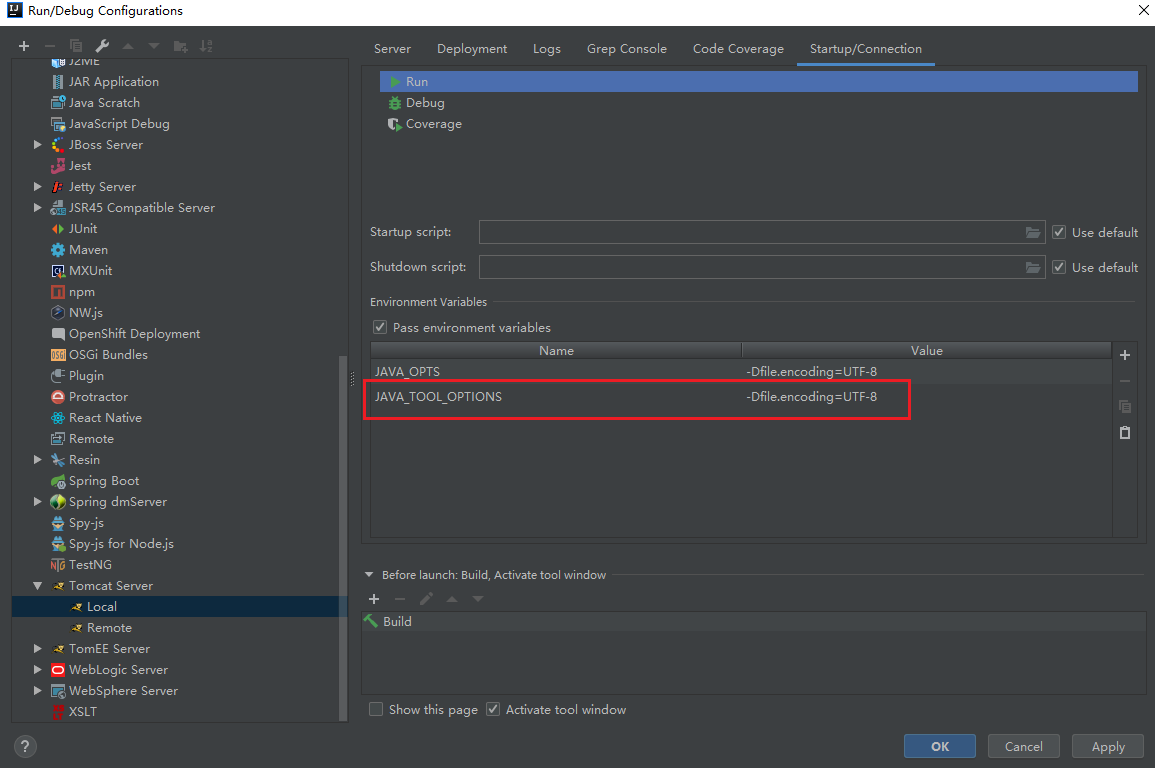 Run/Debug Configurations
J2ME
JAR Application
Java Scratch
JavaScript Debug
JBoss Server
Jest
Jetty Server
JSR45 Compatible Server
JUnit
Maven
MXUnit
npm
NW.js
OpenShift Deployment
OSGi Bundles
Plugin
Protractor
React Native
Remote
Resin
Spring Boot
Spring dmServer
Spy-js
Spy-js for Node.js
TestNG
Tomcat Server
Local
Remote
TomEE Server
WebLogic Server
WebSphere Server
XSLT
Server Deployment Logs Grep Console Code Coverage Startup/Connection
Run
Debug
Coverage
Startup script: Use default
Shutdown script: Use default
Environment Variables
Pass environment variables
Name Value
JAVA_OPTS -Dfile.encoding=UTF-8
JAVA_TOOL_OPTIONS -Dfile.encoding=UTF-8
Before launch: Build, Activate tool window
Build
Show this page Activate tool window
? OK Cancel Apply